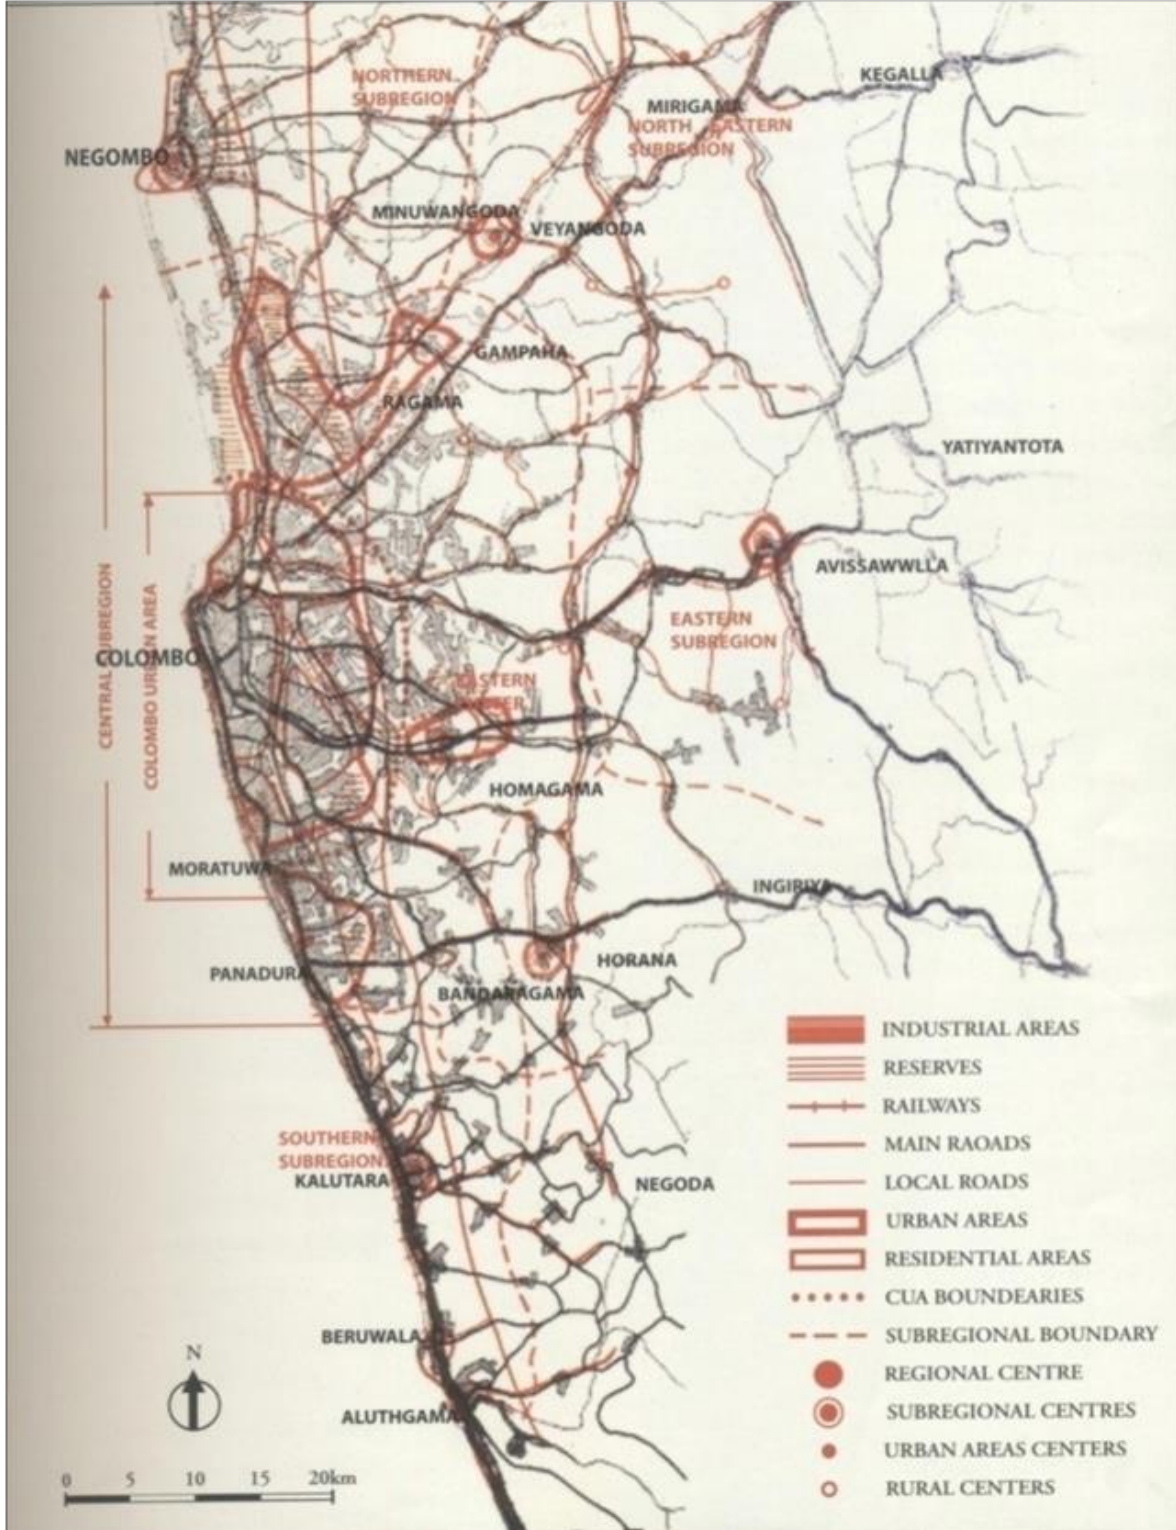 KEGALLA
NORTHERN
SUBREGION
MIRIGAMA
NORTH EASTERN
SUBREGION
NEGOMBO
MINUWANGODA
VEYANGODA
GAMPAHA
RAGAMA
YATIYANTOTA
AVISSAWWLLA
CENTRAL SUBREGION
COLOMBO URBAN AREA
EASTERN
SUBREGION
COLOMBO
EASTERN
HOMAGAMA
MORATUWA
INGIRIYA
HORANA
PANADURA
BANDARAGAMA
SOUTHERN
SUBREGION
KALUTARA
NEGODA
BERUWALA
ALUTHGAMA
N
0 5 10 15 20km
INDUSTRIAL AREAS
RESERVES
RAILWAYS
MAIN RAOADS
LOCAL ROADS
URBAN AREAS
RESIDENTIAL AREAS
CUA BOUNDEARIES
SUBREGIONAL BOUNDARY
REGIONAL CENTRE
SUBREGIONAL CENTRES
URBAN AREAS CENTERS
RURAL CENTERS